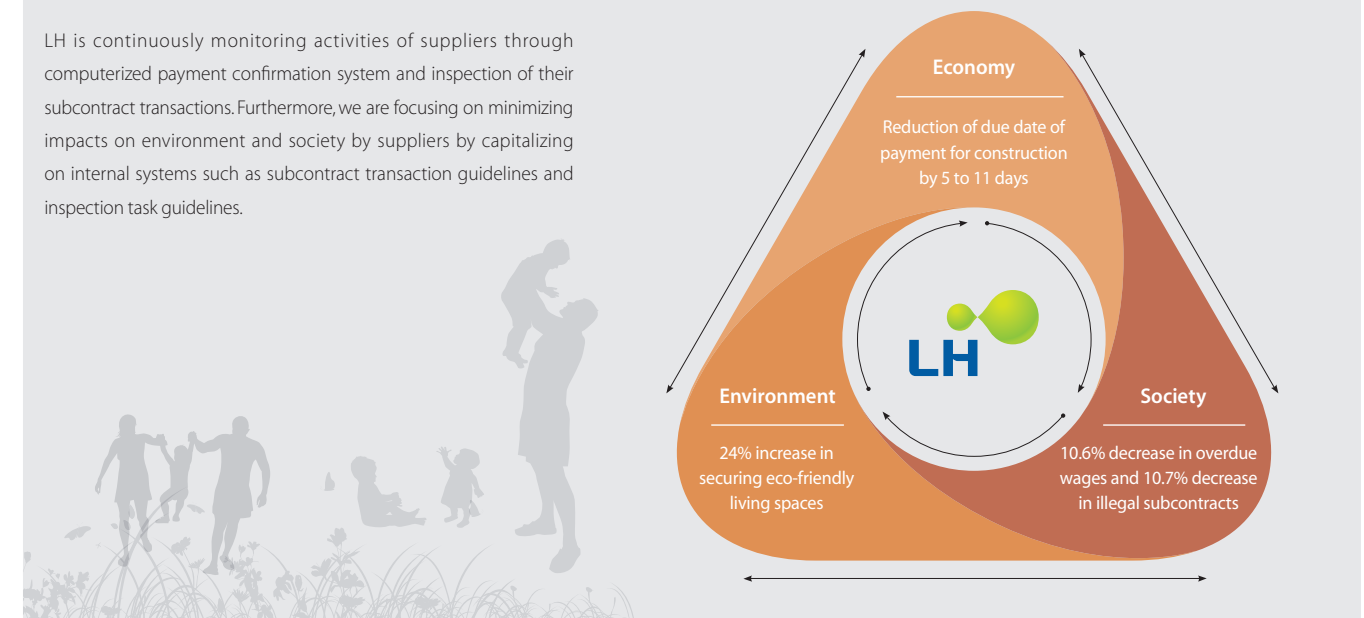 LH is continuously monitoring activities of suppliers through
computerized payment confirmation system and inspection of their
subcontract transactions. Furthermore, we are focusing on minimizing
impacts on environment and society by suppliers by capitalizing
on internal systems such as subcontract transaction guidelines and
inspection task guidelines.
Economy
Reduction of due date of
payment for construction
by 5 to 11 days
LH
Environment
24% increase in
securing eco-friendly
living spaces
Society
10.6% decrease in overdue
wages and 10.7% decrease
in illegal subcontracts